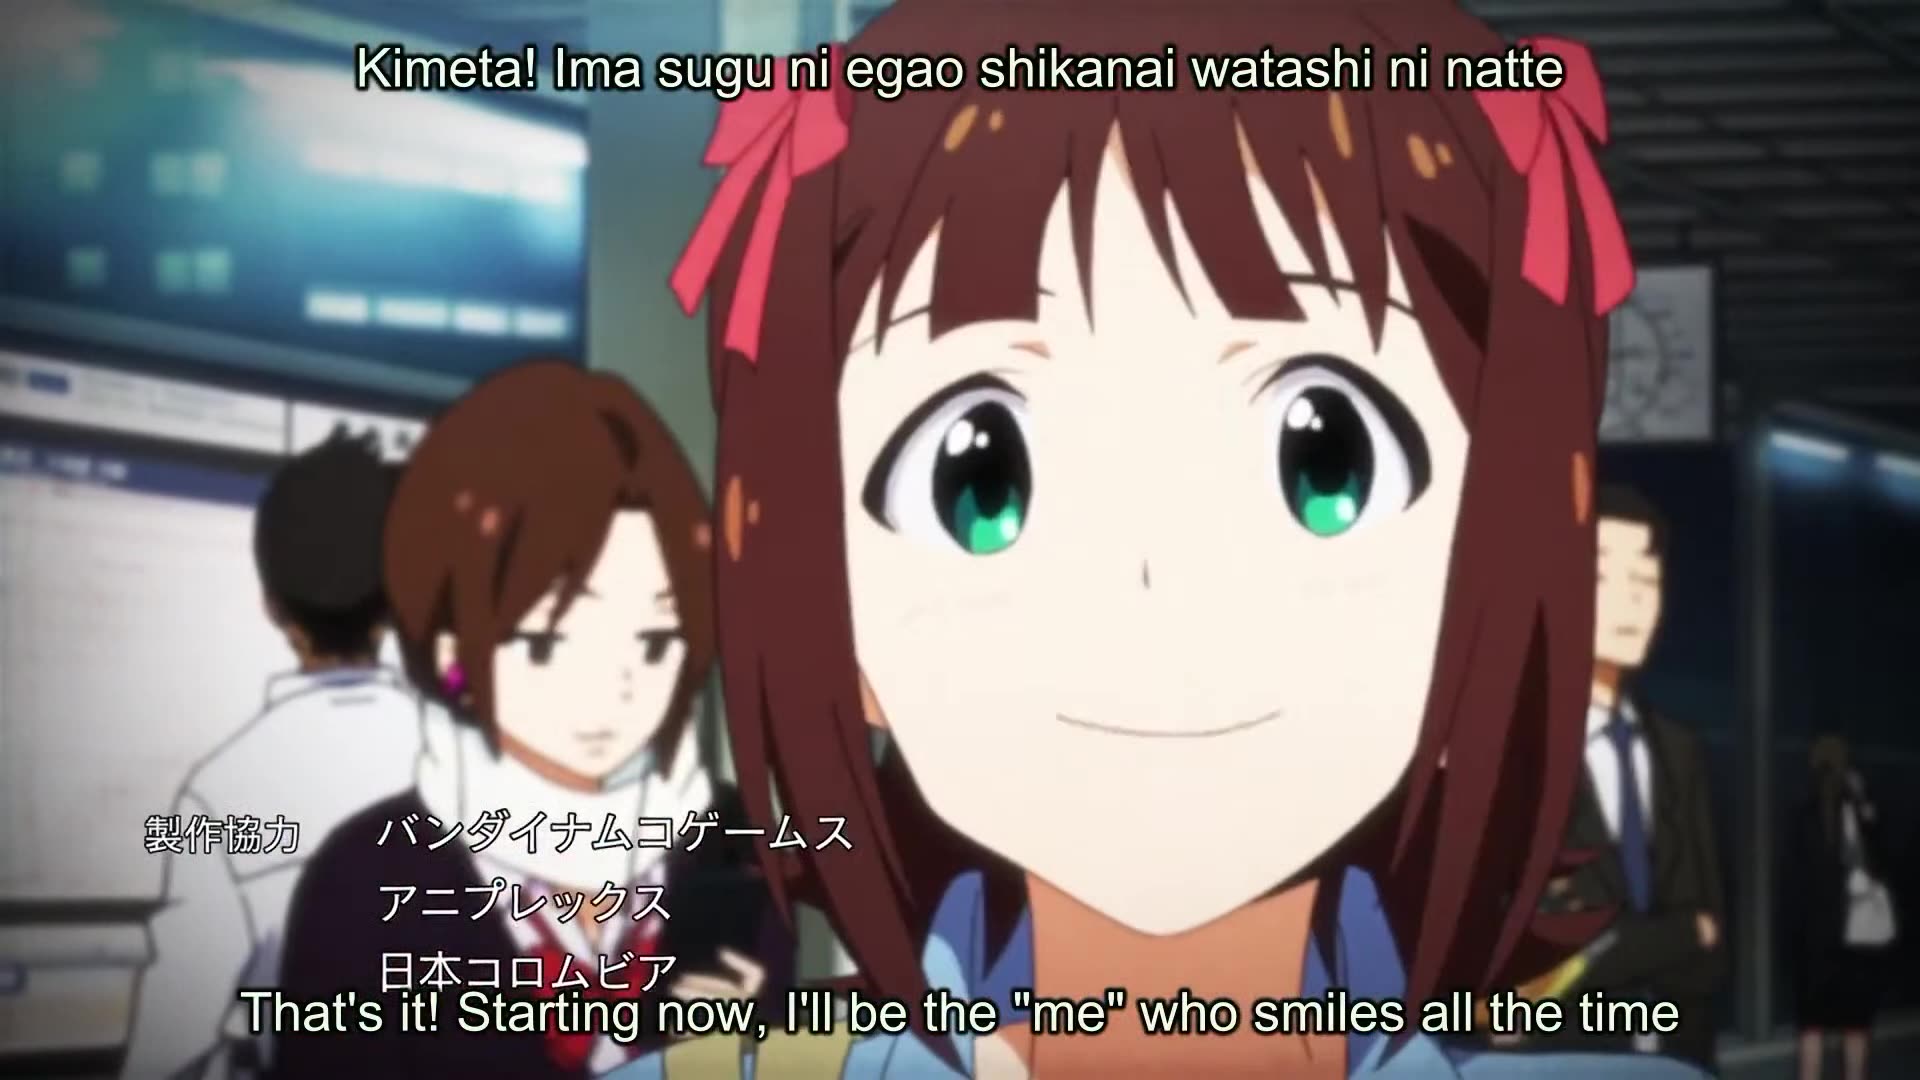 Kimeta! Ima sugu ni egao shikanai watashi ni natte
製作協力 バンダイナムコゲームス
アニプレックス
日本コロムビア
That's it! Starting now, I'll be the "me" who smiles all the time